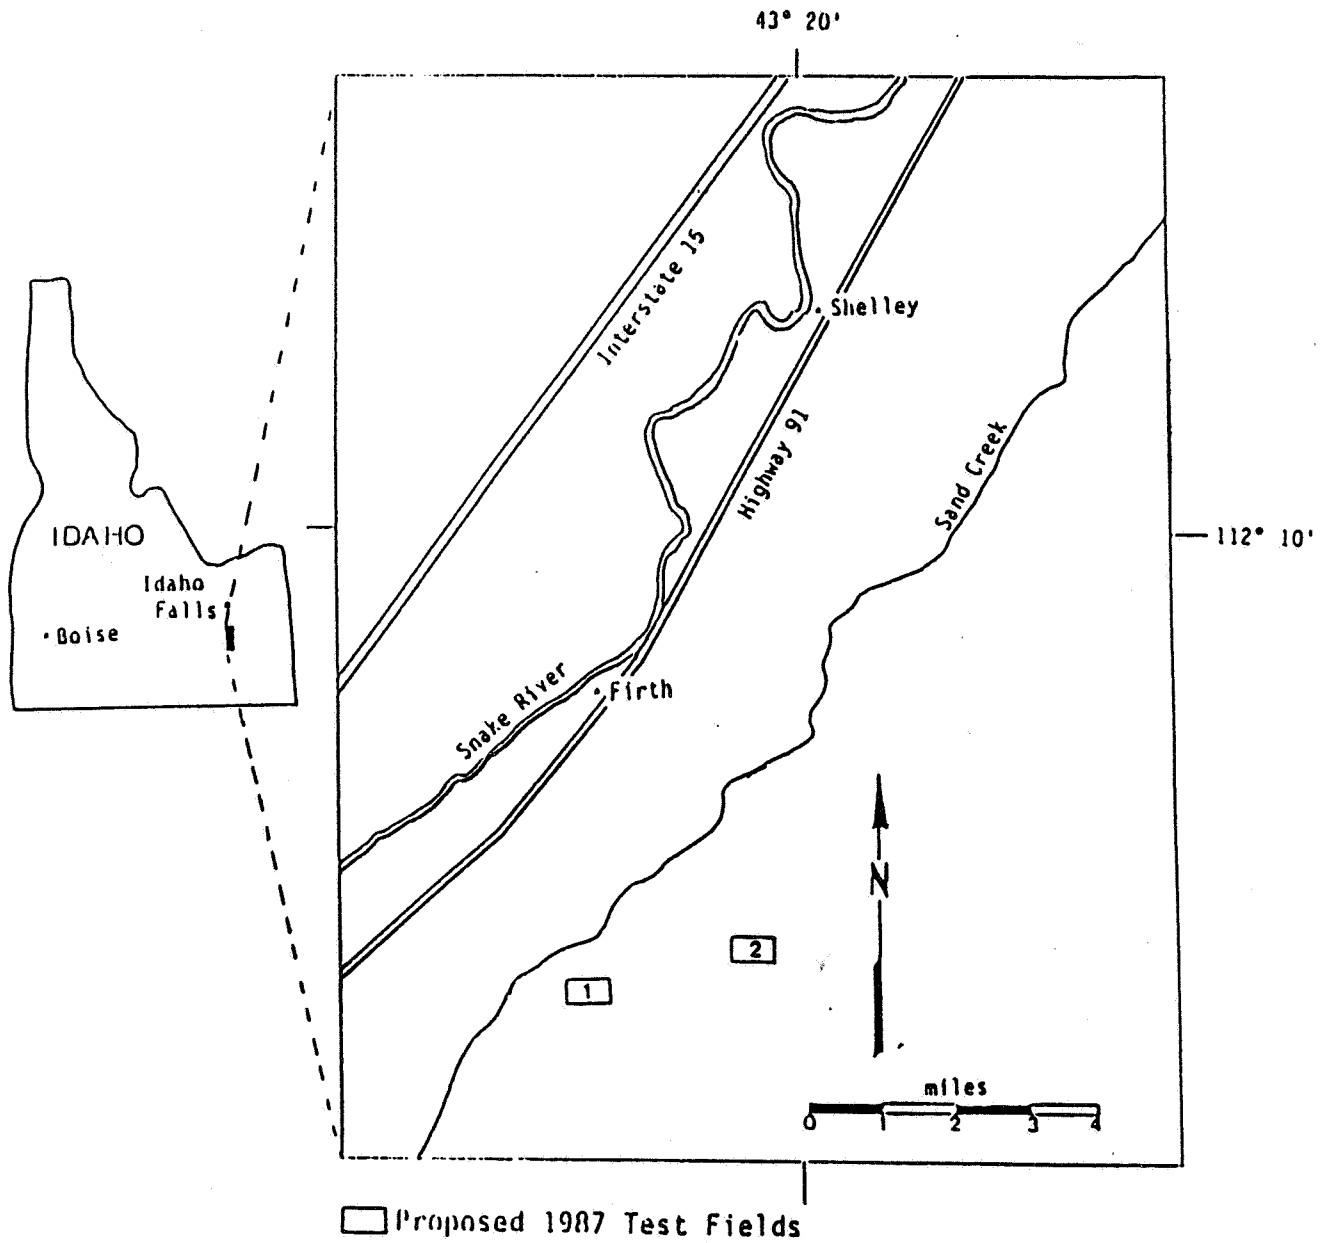 43° 20'
Interstate 15
Shelley
Highway 91
Sand Creek
IDAHO
112° 10'
Idaho
Falls
Boise
Snake River
Firth
N
2
1
miles
0 1 2 3 4
Proposed 1987 Test Fields